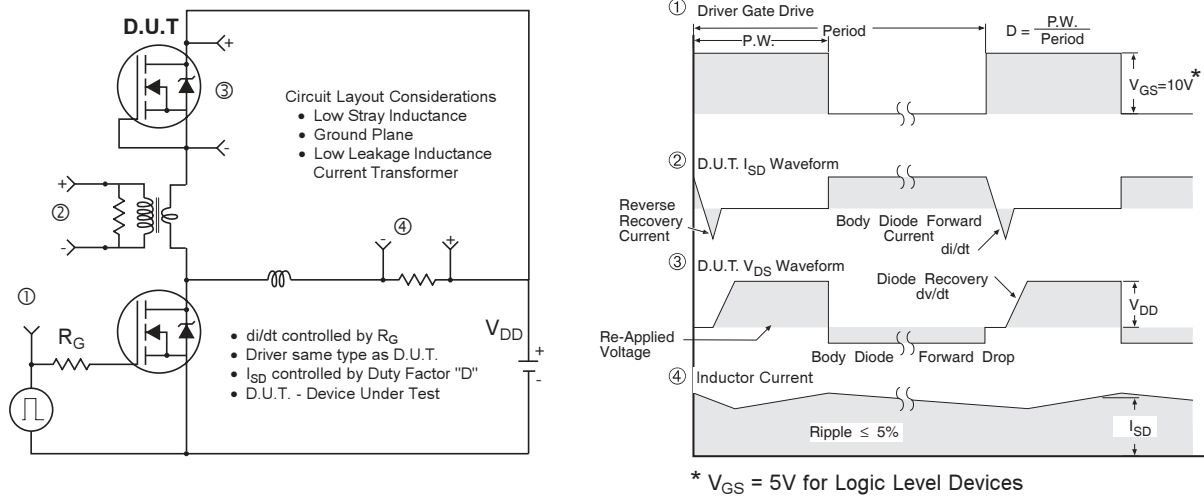 D.U.T
+
-
③
Circuit Layout Considerations
• Low Stray Inductance
• Ground Plane
• Low Leakage Inductance
Current Transformer
+
②
-
④
-
+
①
R_G
• di/dt controlled by R_G
• Driver same type as D.U.T.
• I_SD controlled by Duty Factor "D"
• D.U.T. - Device Under Test
V_DD
+
-
① Driver Gate Drive
P.W.
Period
D = P.W.
Period
V_GS=10V*
② D.U.T. I_SD Waveform
Reverse
Recovery
Current
Body Diode Forward
Current
di/dt
③ D.U.T. V_DS Waveform
Diode Recovery
dv/dt
V_DD
Re-Applied
Voltage
Body Diode Forward Drop
④ Inductor Current
Ripple ≤ 5%
I_SD
* V_GS = 5V for Logic Level Devices